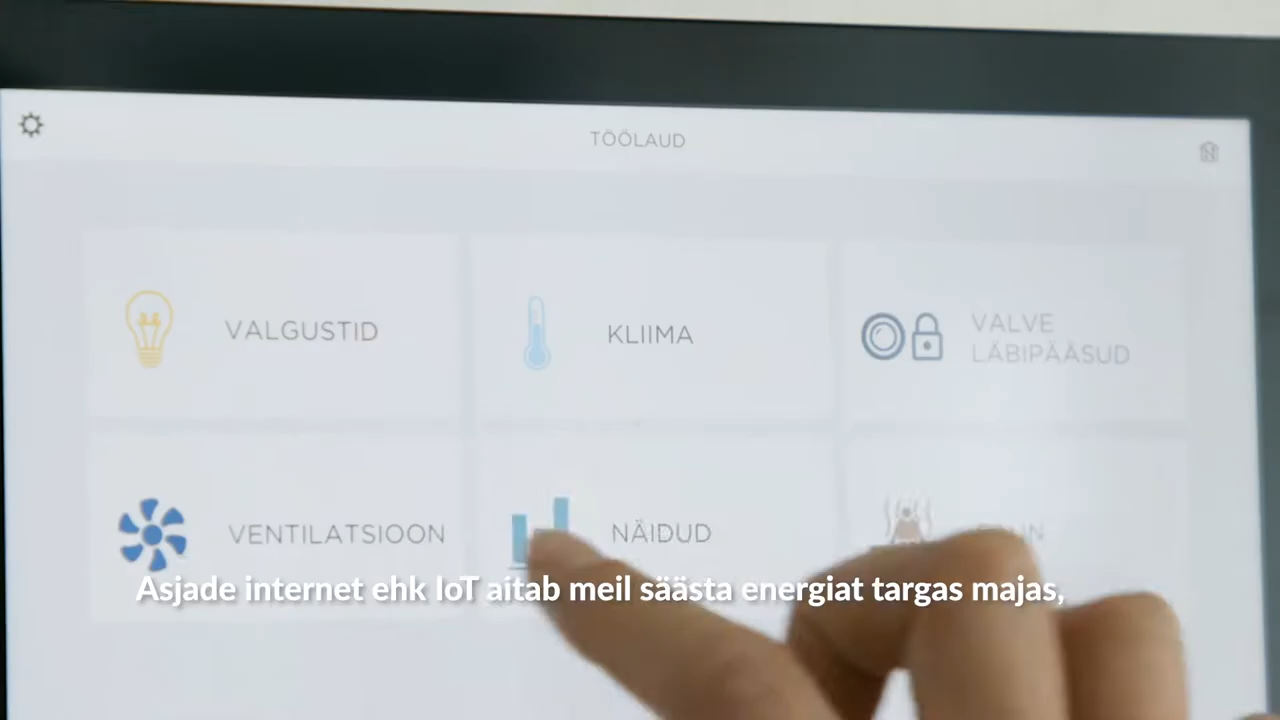 TÖÖLAUD
VALGUSTID
KLIIMA
VALVE
LÄBIPÄÄSUD
VENTILATSIOON
NÄIDUD
Asjade internet ehk IoT aitab meil säästa energiat targas majas,